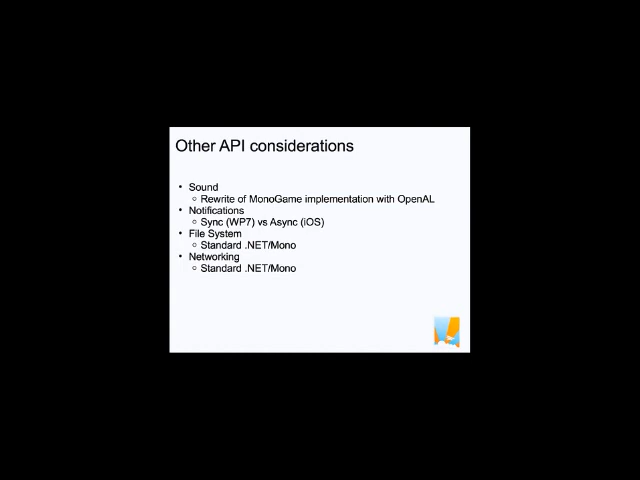 Other API considerations
• Sound
○ Rewrite of MonoGame implementation with OpenAL
• Notifications
○ Sync (WP7) vs Async (iOS)
• File System
○ Standard .NET/Mono
• Networking
○ Standard .NET/Mono